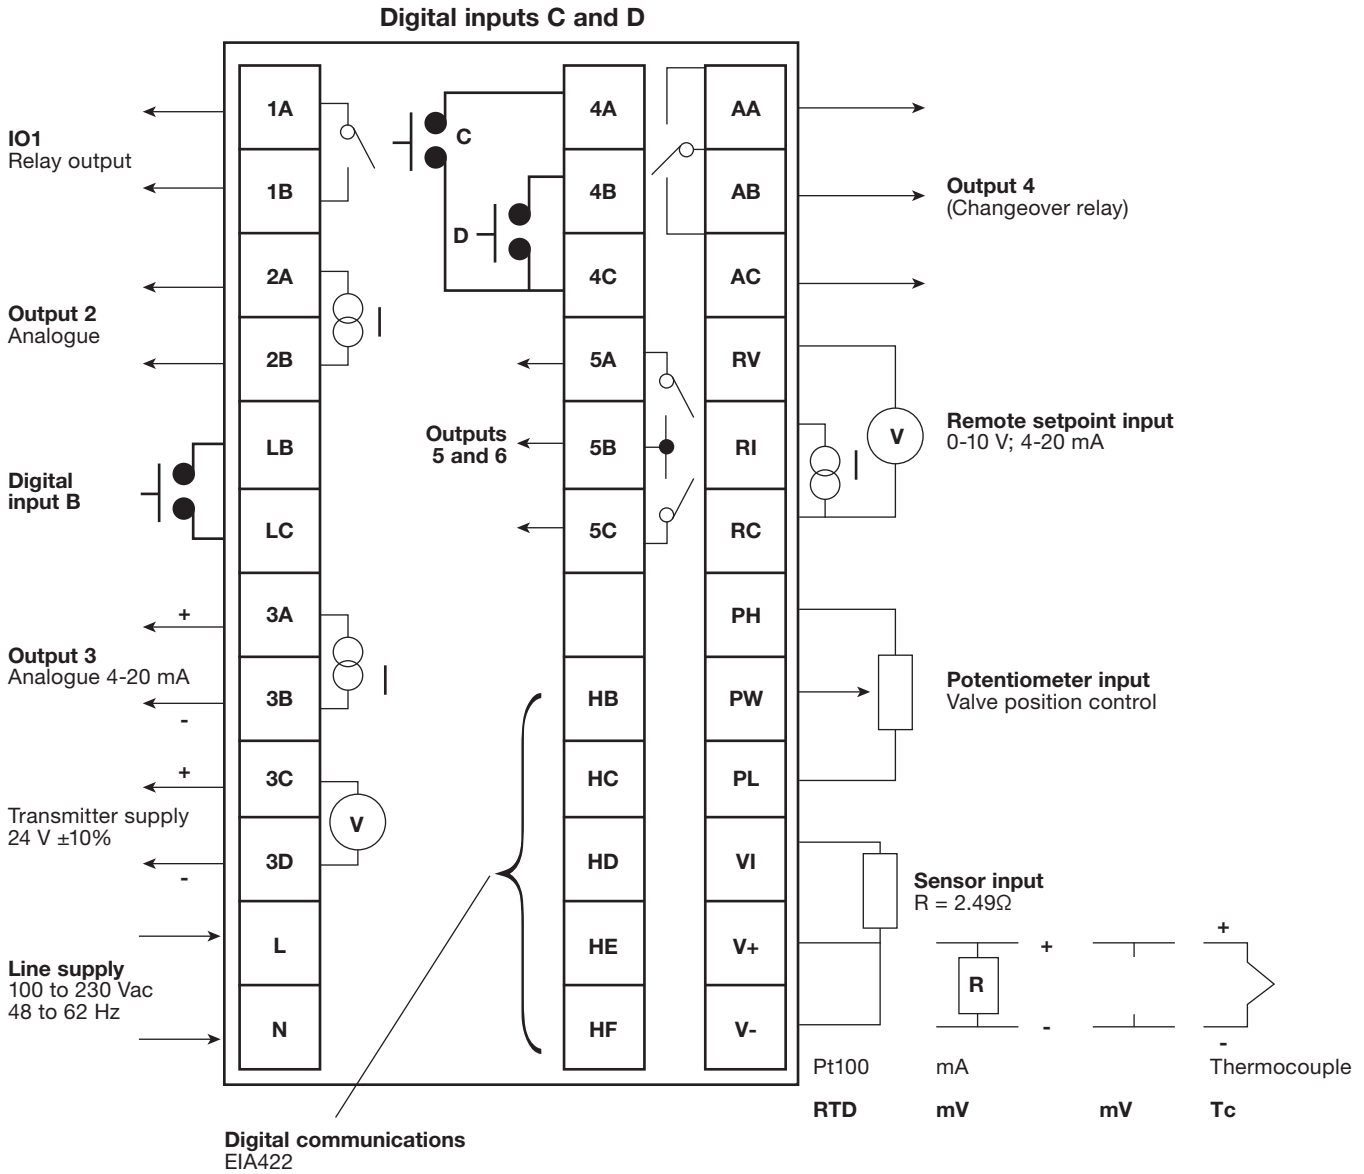 Digital inputs C and D
IO1
Relay output
Output 2
Analogue
Digital
input B
+
Output 3
Analogue 4-20 mA
-
+
Transmitter supply
24 V ±10%
-
Line supply
100 to 230 Vac
48 to 62 Hz
1A
1B
2A
2B
LB
LC
3A
3B
3C
3D
L
N
I
I
V
C
D
Outputs
5 and 6
4A
4B
4C
5A
5B
5C
HB
HC
HD
HE
HF
AA
AB
AC
RV
RI
RC
PH
PW
PL
VI
V+
V-
Output 4
(Changeover relay)
I
V
Remote setpoint input
0-10 V; 4-20 mA
Potentiometer input
Valve position control
Sensor input
R = 2.49Ω
R
+
-
+
-
Pt100
mA
Thermocouple
RTD
mV
mV
Tc
Digital communications
EIA422